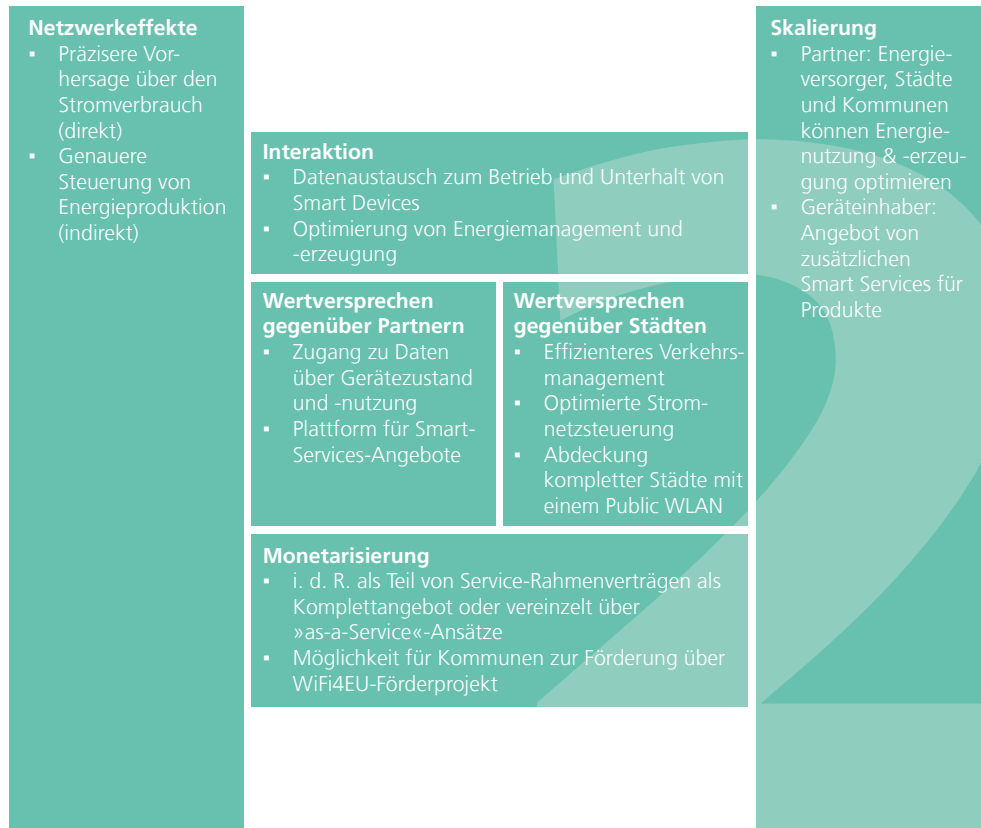 Netzwerkeffekte
▪ Präzisere Vor-
hersage über den
Stromverbrauch
(direkt)
▪ Genauere
Steuerung von
Energieproduktion
(indirekt)
Interaktion
▪ Datenaustausch zum Betrieb und Unterhalt von
Smart Devices
▪ Optimierung von Energiemanagement und
-erzeugung
Wertversprechen
gegenüber Partnern
▪ Zugang zu Daten
über Gerätezustand
und -nutzung
▪ Plattform für Smart-
Services-Angebote
Wertversprechen
gegenüber Städten
▪ Effizienteres Verkehrs-
management
▪ Optimierte Strom-
netzsteuerung
▪ Abdeckung
kompletter Städte mit
einem Public WLAN
Monetarisierung
▪ i. d. R. als Teil von Service-Rahmenverträgen als
Komplettangebot oder vereinzelt über
»as-a-Service«-Ansätze
▪ Möglichkeit für Kommunen zur Förderung über
WiFi4EU-Förderprojekt
Skalierung
▪ Partner: Energie-
versorger, Städte
und Kommunen
können Energie-
nutzung & -erzeu-
gung optimieren
▪ Geräteinhaber:
Angebot von
zusätzlichen
Smart Services für
Produkte
2